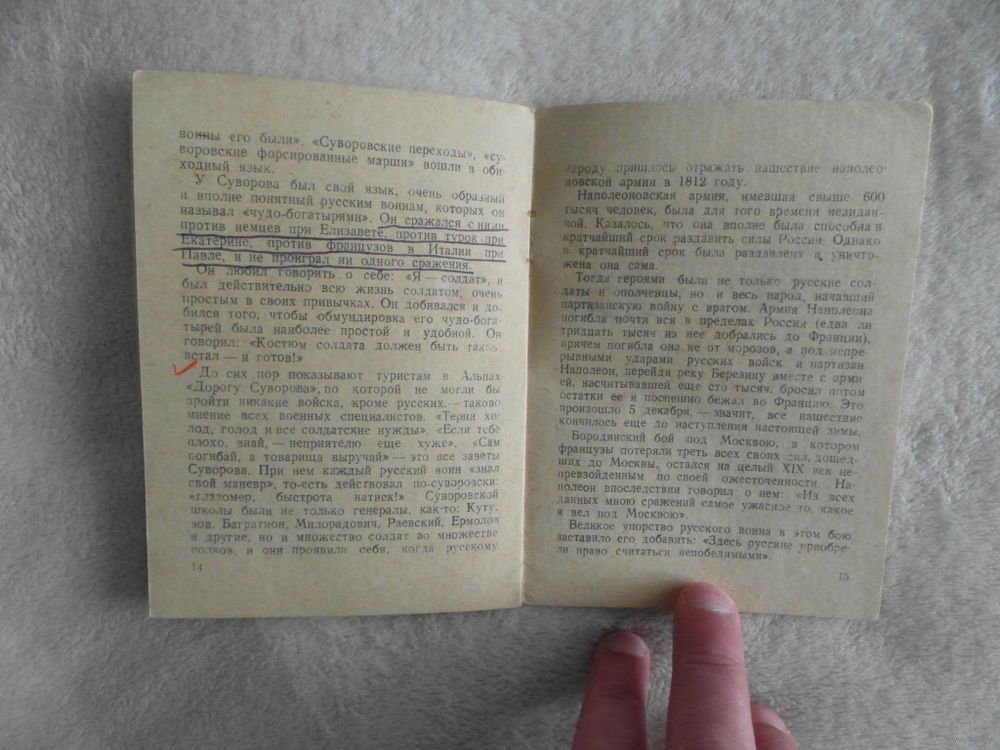 воины его были». «Суворовские переходы», «су-
воровские форсированные марши» вошли в оби-
ходный язык.
У Суворова был свой язык, очень образный
и вполне понятный русским воинам, которых он
называл «чудо-богатырями». Он сражался с ними
против немцев при Елизавете, против турок при
Екатерине, против французов в Италии при
Павле, и не проиграл ни одного сражения.
Он любил говорить о себе: «Я — солдат», и
был действительно всю жизнь солдатом, очень
простым в своих привычках. Он добивался и до-
бился того, чтобы обмундировка его чудо-бога-
тырей была наиболее простой и удобной. Он
говорил: «Костюм солдата должен быть таков:
встал — и готов!»
До сих пор показывают туристам в Альпах
«Дорогу Суворова», по которой не могли бы
пройти никакие войска, кроме русских,— таково
мнение всех военных специалистов. «Терпи хо-
лод, голод и все солдатские нужды», «Если тебе
плохо, знай, — неприятелю еще хуже», «Сам
погибай, а товарища выручай» — это все заветы
Суворова. При нем каждый русский воин «знал
свой маневр», то-есть действовал по-суворовски:
«глазомер, быстрота натиск!» Суворовской
школы были не только генералы, как-то: Куту-
зов, Багратион, Милорадович, Раевский, Ермолов
и другие, но и множество солдат во множестве
полков, и они проявили себя, когда русскому
14
народу пришлось отражать нашествие наполео-
новской армии в 1812 году.
Наполеоновская армия, имевшая свыше 600
тысяч человек, была для того времени невидан-
ной. Казалось, что она вполне была способна в
кратчайший срок раздавить силы России. Однако
в кратчайший срок была раздавлена и уничто-
жена она сама.
Тогда героями были не только русские сол-
даты и ополченцы, но и весь народ, начавший
партизанскую войну с врагом. Армия Наполеона
погибла почти вся в пределах России (едва ли
тридцать тысяч из нее добрались до Франции),
причем погибла она не от морозов, а под непре-
рывными ударами русских войск и партизан.
Наполеон, перейдя реку Березину вместе с арми
ей, насчитывавшей еще сто тысяч, бросил потом
остатки ее и поспешно бежал во Францию. Это
произошло 5 декабря, — значит, все нашествие
кончилось еще до наступления настоящей зимы.
Бородинский бой под Москвою, в котором
французы потеряли треть всех своих сил, дошед-
ших до Москвы, остался на целый XIX век не-
превзойденным по своей ожесточенности. На-
полеон впоследствии говорил о нем: «Из всех
данных мною сражений самое ужасное то, какое
я вел под Москвою».
Великое упорство русского воина в этом бою
заставило его добавить: «Здесь русские приобре-
ли право считаться непобедимыми».
15